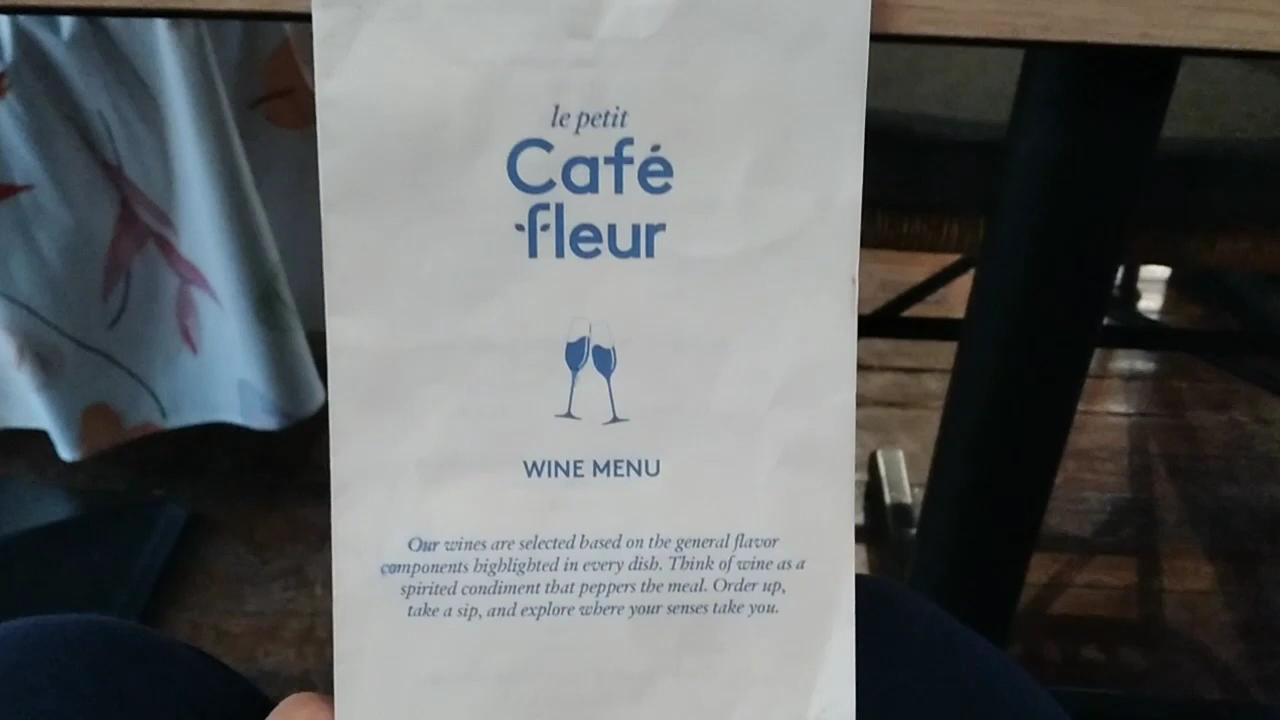 le petit
Café
fleur
WINE MENU
Our wines are selected based on the general flavor
components highlighted in every dish. Think of wine as a
spirited condiment that peppers the meal. Order up,
take a sip, and explore where your senses take you.